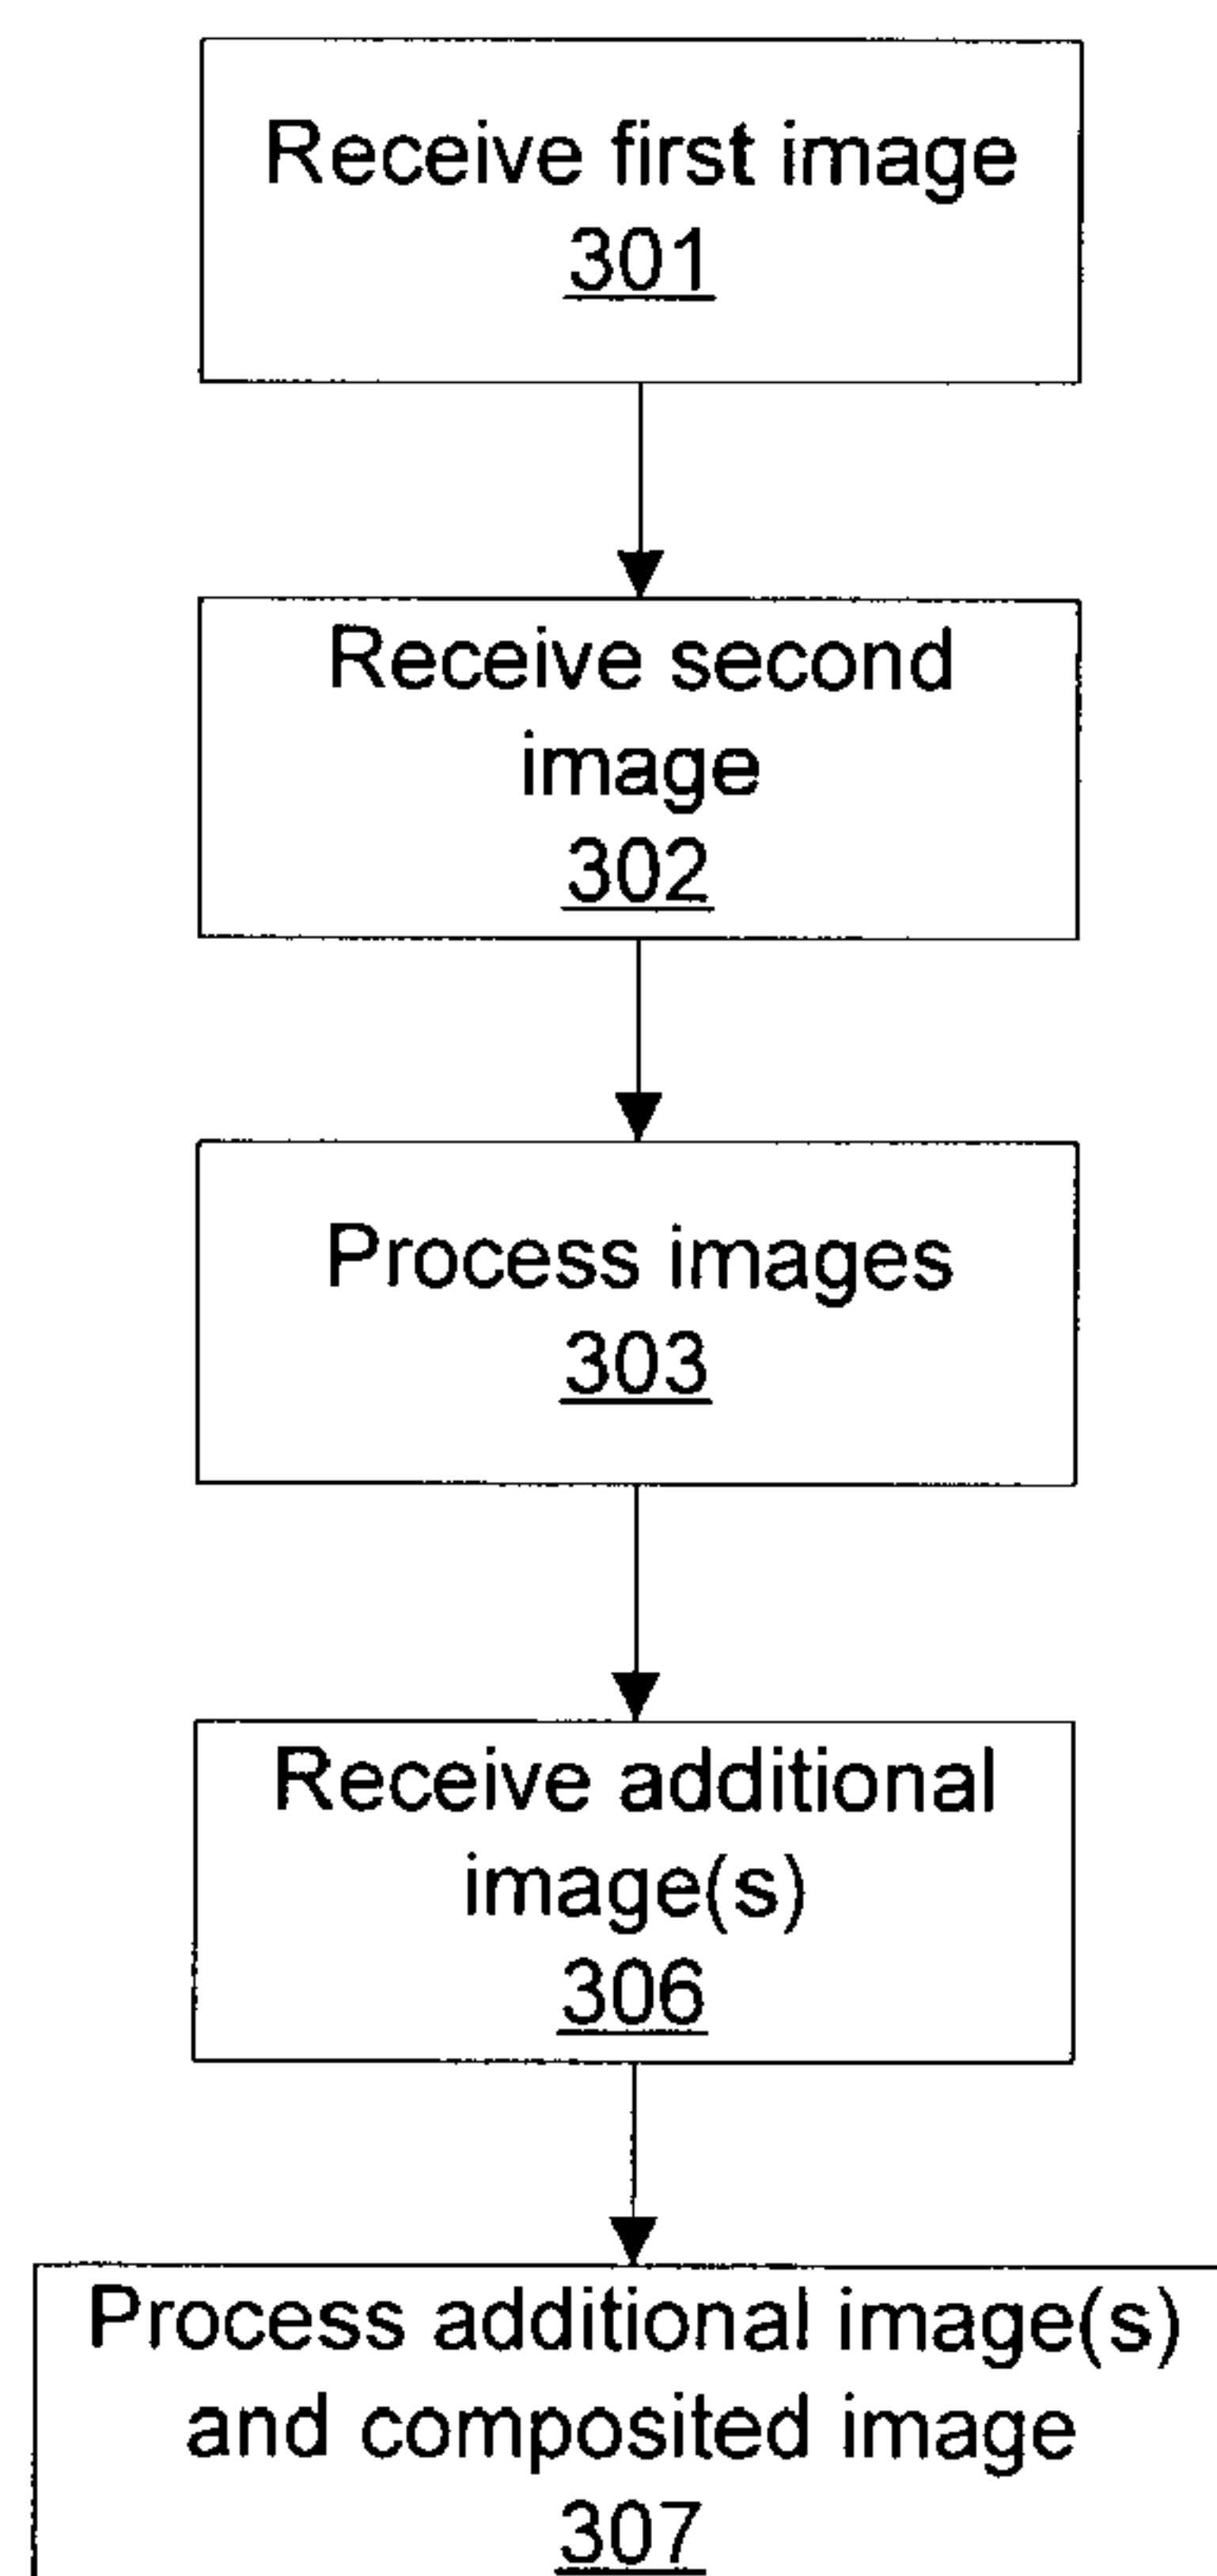 Receive first image
301
Receive second
image
302
Process images
303
Receive additional
image(s)
306
Process additional image(s)
and composited image
307